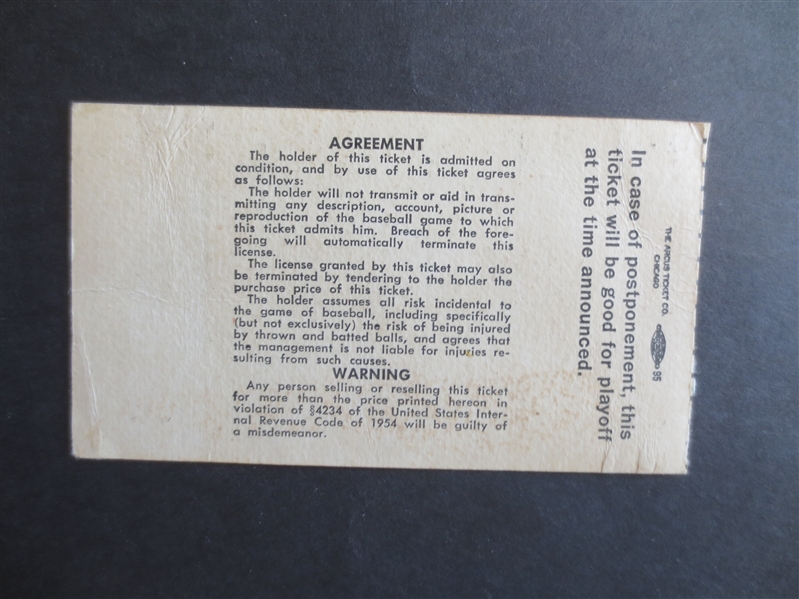 AGREEMENT
The holder of this ticket is admitted on
condition, and by use of this ticket agrees
as follows:
The holder will not transmit or aid in trans-
mitting any description, account, picture or
reproduction of the baseball game to which
this ticket admits him. Breach of the fore-
going will automatically terminate this
license.
The license granted by this ticket may also
be terminated by tendering to the holder the
purchase price of this ticket.
The holder assumes all risk incidental to
the game of baseball, including specifically
(but not exclusively) the risk of being injured
by thrown and batted balls, and agrees that
the management is not liable for injuries re-
sulting from such causes.
WARNING
Any person selling or reselling this ticket
for more than the price printed hereon in
violation of §4234 of the United States Inter-
nal Revenue Code of 1954 will be guilty of
a misdemeanor.
In case of postponement, this
ticket will be good for playoff
at the time announced.
THE ARCUS TICKET CO.
CHICAGO
95